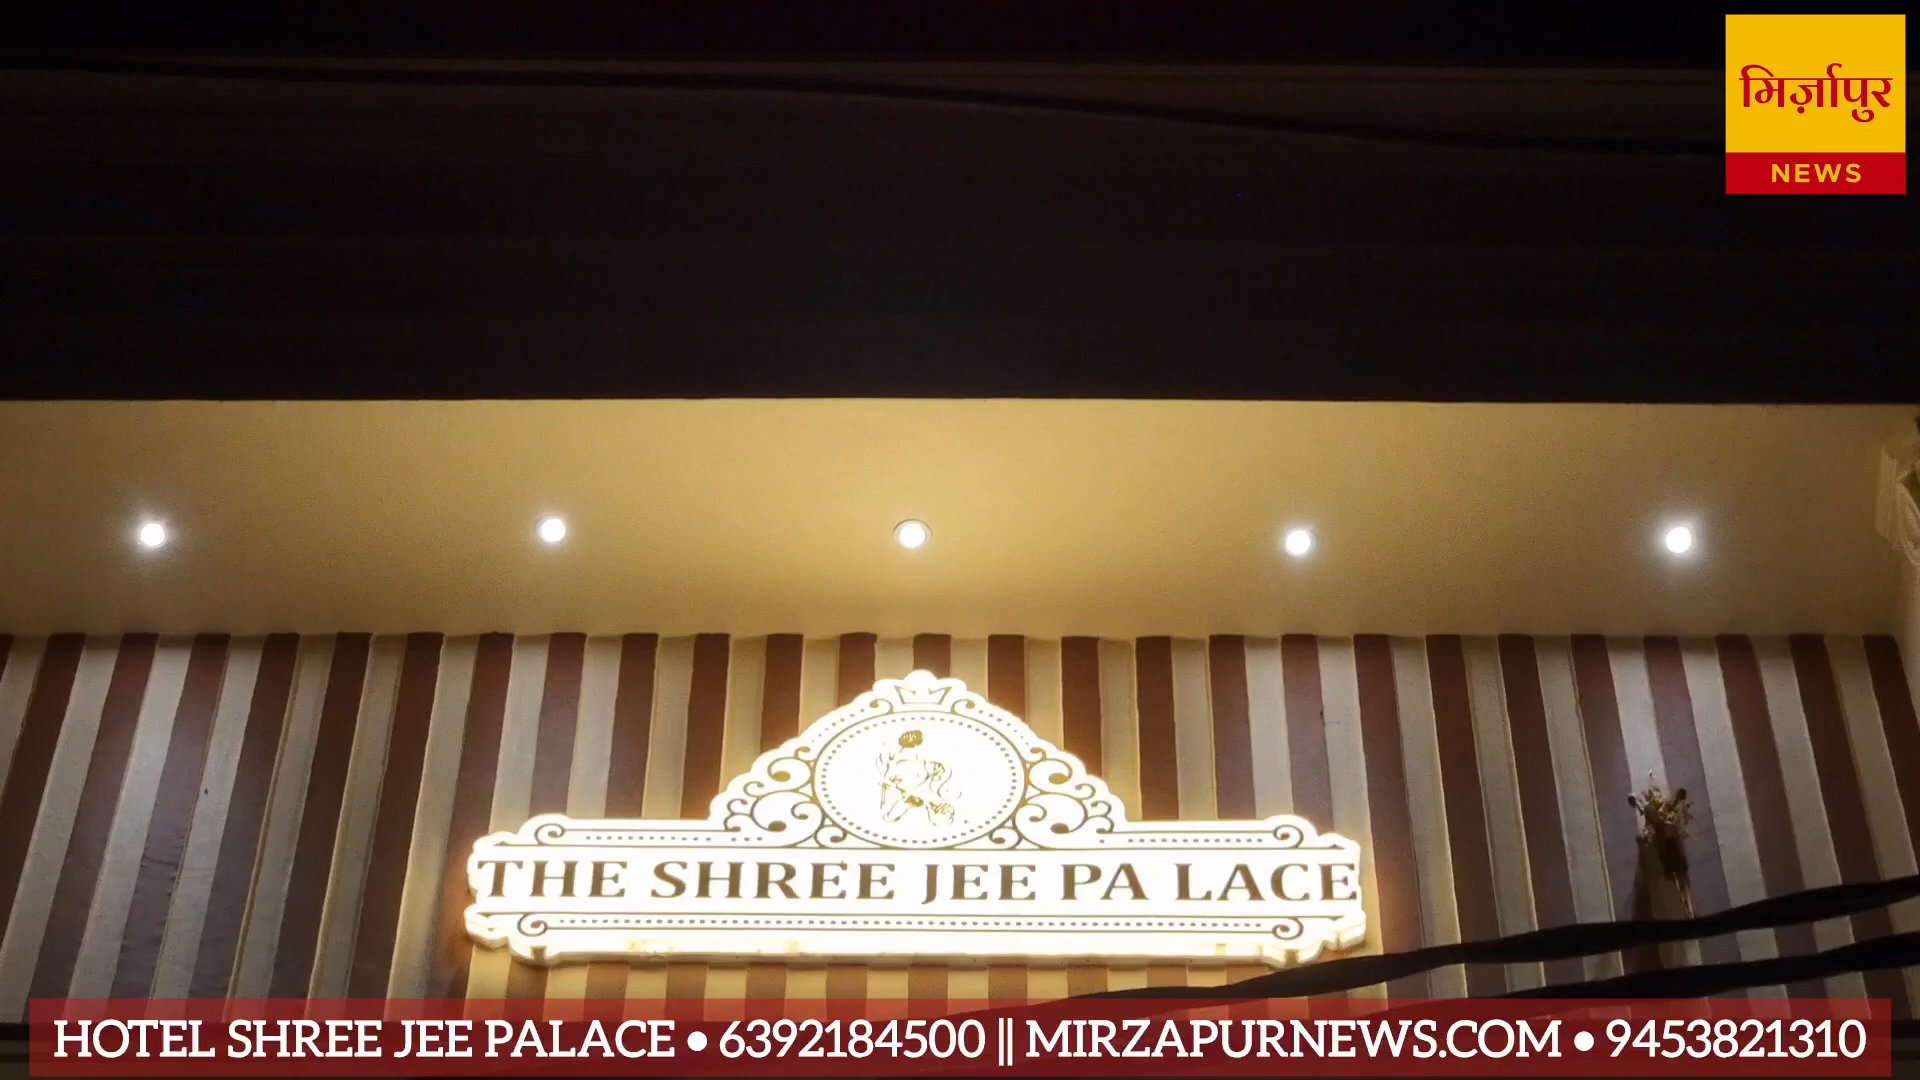 मिर्ज़ापुर
NEWS
THE SHREE JEE PA LACE
HOTEL SHREE JEE PALACE • 6392184500 || MIRZAPURNEWS.COM • 9453821310